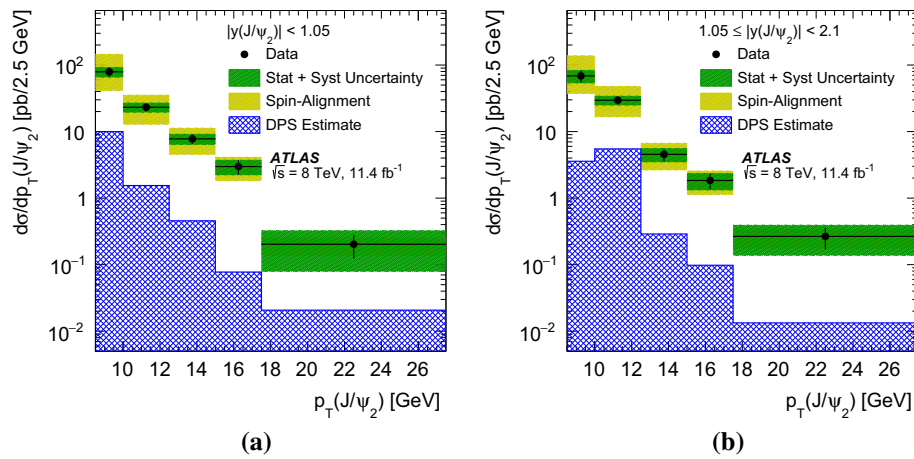 dσ/dp_T(J/ψ₂) [pb/2.5 GeV]
10²
10
1
10⁻¹
10⁻²
|y(J/ψ₂)| < 1.05
Data
Stat + Syst Uncertainty
Spin-Alignment
DPS Estimate
ATLAS
√s = 8 TeV, 11.4 fb⁻¹
10 12 14 16 18 20 22 24 26
p_T(J/ψ₂) [GeV]
(a)
dσ/dp_T(J/ψ₂) [pb/2.5 GeV]
10²
10
1
10⁻¹
10⁻²
1.05 ≤ |y(J/ψ₂)| < 2.1
Data
Stat + Syst Uncertainty
Spin-Alignment
DPS Estimate
ATLAS
√s = 8 TeV, 11.4 fb⁻¹
10 12 14 16 18 20 22 24 26
p_T(J/ψ₂) [GeV]
(b)